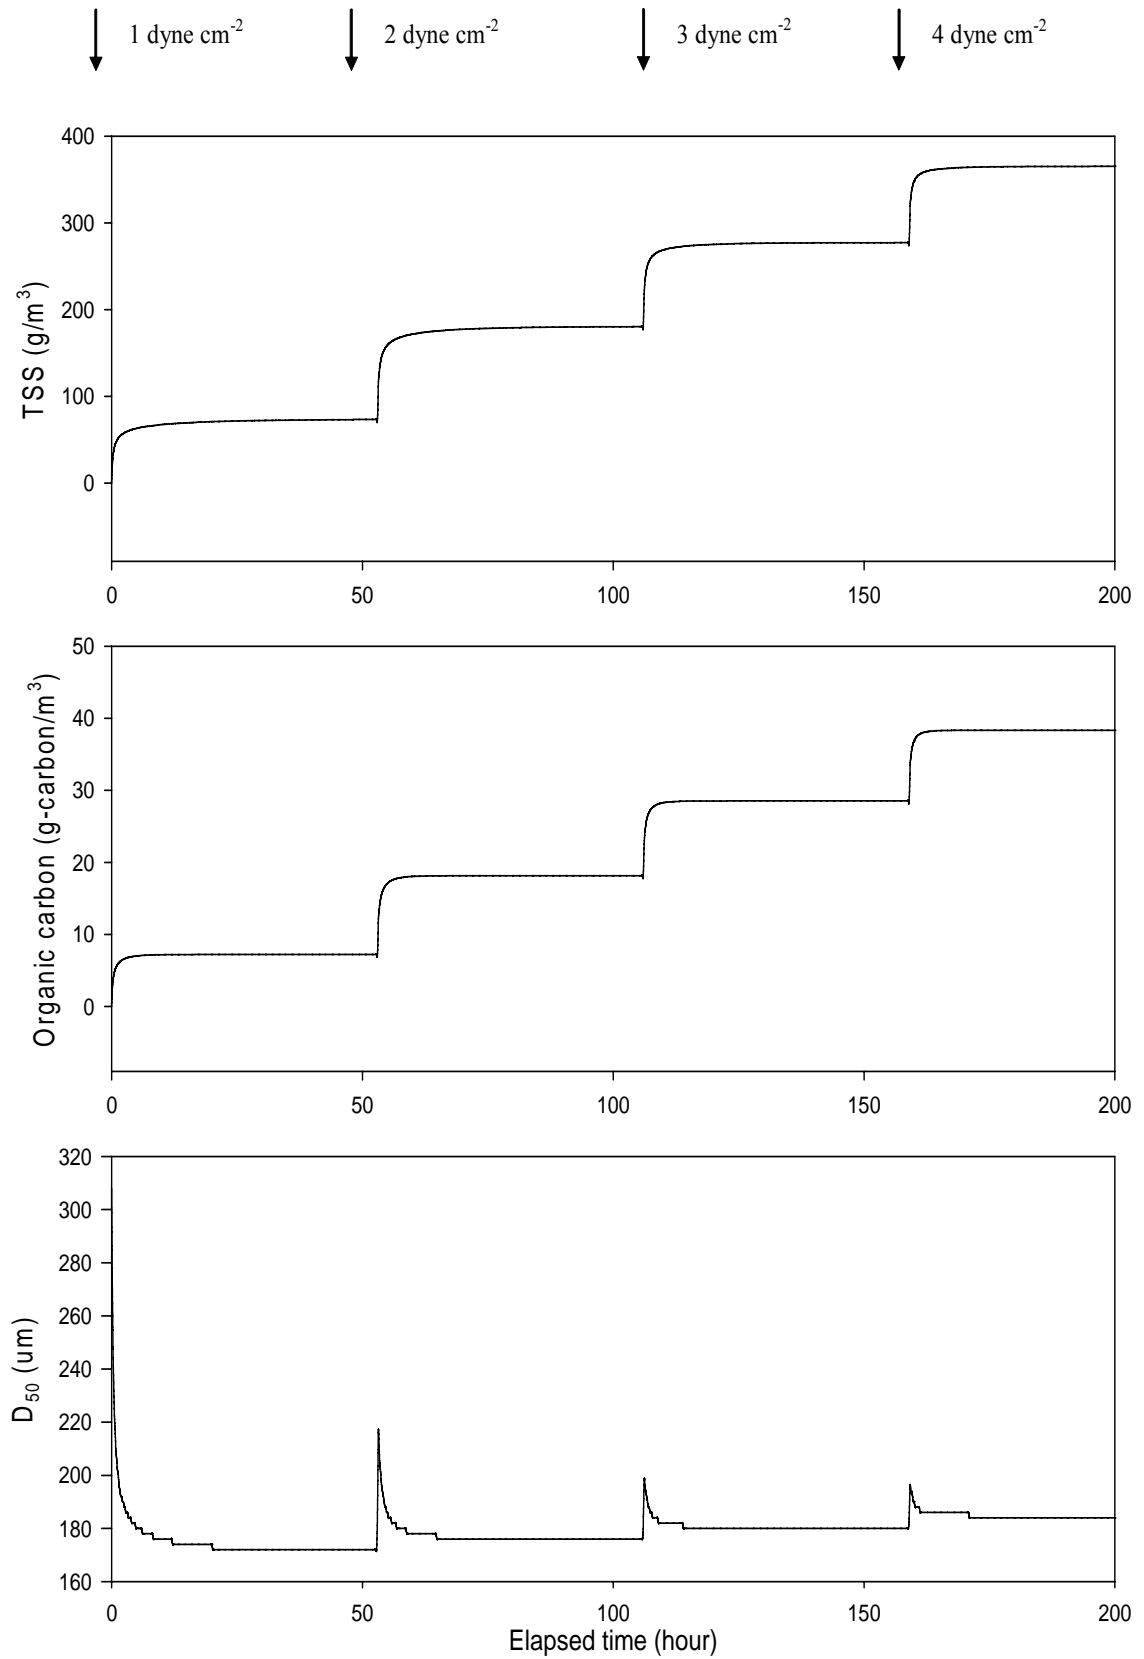 1 dyne cm-2 2 dyne cm-2 3 dyne cm-2 4 dyne cm-2
400
300
200
100
0
TSS (g/m3)
0 50 100 150 200
50
40
30
20
10
0
Organic carbon (g-carbon/m3)
0 50 100 150 200
320
300
280
260
240
220
200
180
160
D50 (um)
0 50 100 150 200
Elapsed time (hour)